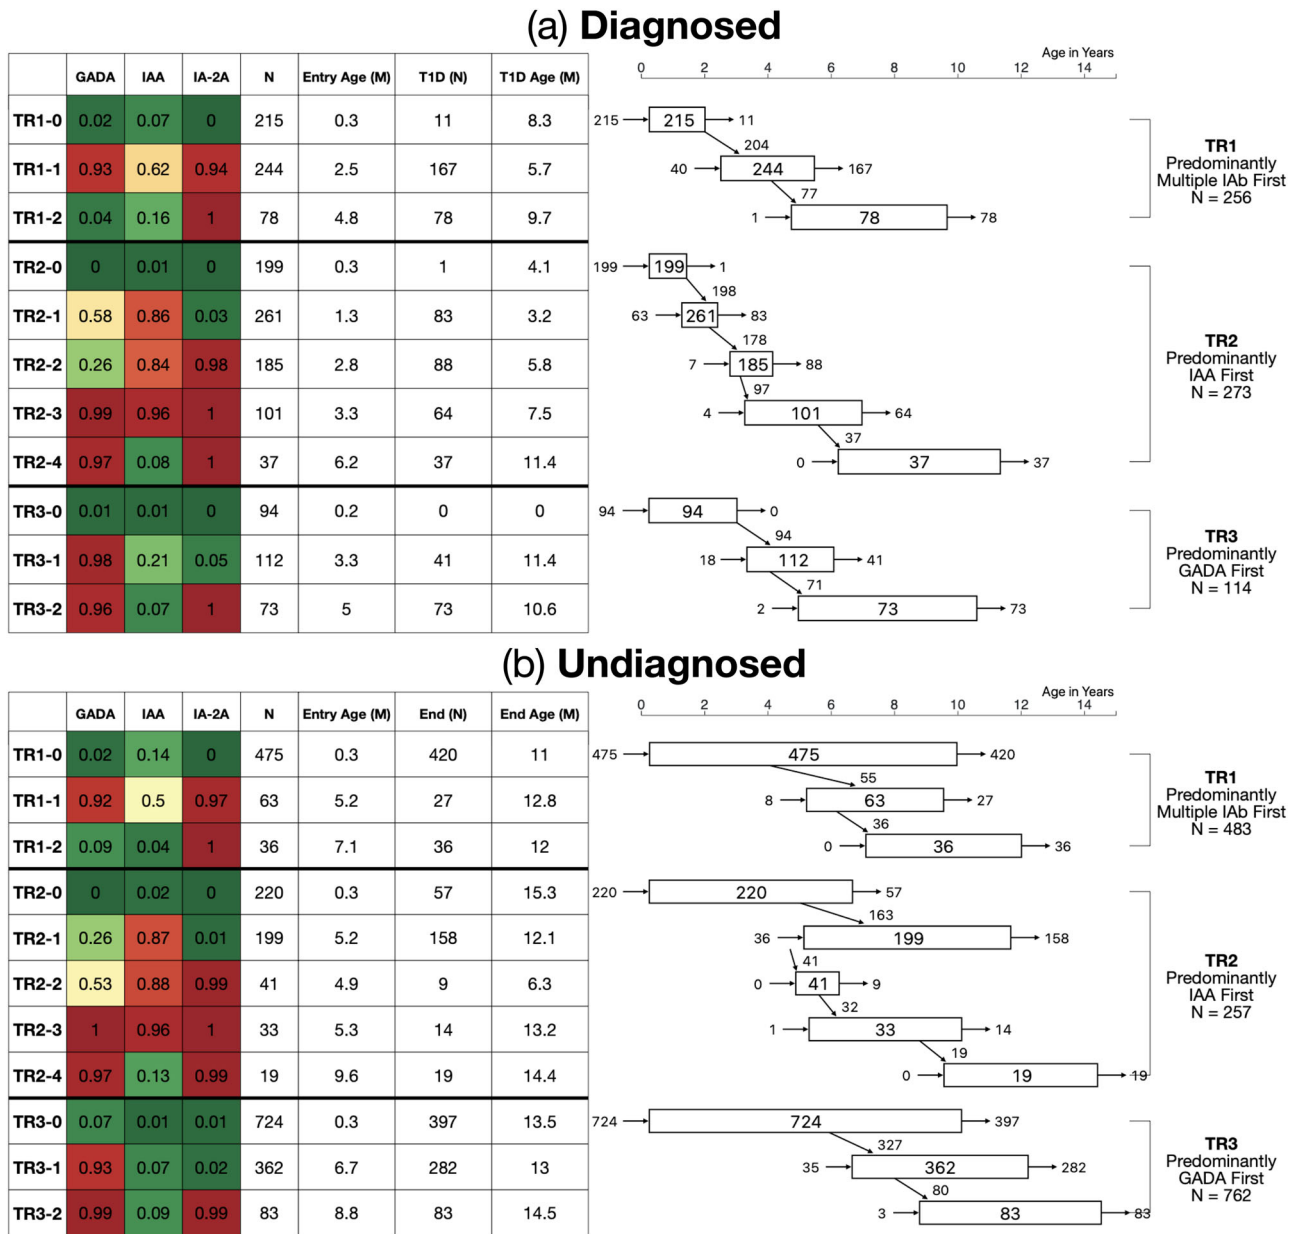 (a) Diagnosed
GADA IAA IA-2A N Entry Age (M) T1D (N) T1D Age (M)
TR1-0 0.02 0.07 0 215 0.3 11 8.3
TR1-1 0.93 0.62 0.94 244 2.5 167 5.7
TR1-2 0.04 0.16 1 78 4.8 78 9.7
TR2-0 0 0.01 0 199 0.3 1 4.1
TR2-1 0.58 0.86 0.03 261 1.3 83 3.2
TR2-2 0.26 0.84 0.98 185 2.8 88 5.8
TR2-3 0.99 0.96 1 101 3.3 64 7.5
TR2-4 0.97 0.08 1 37 6.2 37 11.4
TR3-0 0.01 0.01 0 94 0.2 0 0
TR3-1 0.98 0.21 0.05 112 3.3 41 11.4
TR3-2 0.96 0.07 1 73 5 73 10.6
Age in Years
0 2 4 6 8 10 12 14
215 215 11
204
40 244 167
77
1 78 78
TR1
Predominantly
Multiple IAb First
N = 256
199 199 1
198
63 261 83
178
7 185 88
97
4 101 64
37
0 37 37
TR2
Predominantly
IAA First
N = 273
94 94 0
94
18 112 41
71
2 73 73
TR3
Predominantly
GADA First
N = 114
(b) Undiagnosed
GADA IAA IA-2A N Entry Age (M) End (N) End Age (M)
TR1-0 0.02 0.14 0 475 0.3 420 11
TR1-1 0.92 0.5 0.97 63 5.2 27 12.8
TR1-2 0.09 0.04 1 36 7.1 36 12
TR2-0 0 0.02 0 220 0.3 57 15.3
TR2-1 0.26 0.87 0.01 199 5.2 158 12.1
TR2-2 0.53 0.88 0.99 41 4.9 9 6.3
TR2-3 1 0.96 1 33 5.3 14 13.2
TR2-4 0.97 0.13 0.99 19 9.6 19 14.4
TR3-0 0.07 0.01 0.01 724 0.3 397 13.5
TR3-1 0.93 0.07 0.02 362 6.7 282 13
TR3-2 0.99 0.09 0.99 83 8.8 83 14.5
Age in Years
0 2 4 6 8 10 12 14
475 475 420
55
8 63 27
36
0 36 36
TR1
Predominantly
Multiple IAb First
N = 483
220 220 57
163
36 199 158
41
0 41 9
32
1 33 14
19
0 19 19
TR2
Predominantly
IAA First
N = 257
724 724 397
327
35 362 282
80
3 83 83
TR3
Predominantly
GADA First
N = 762